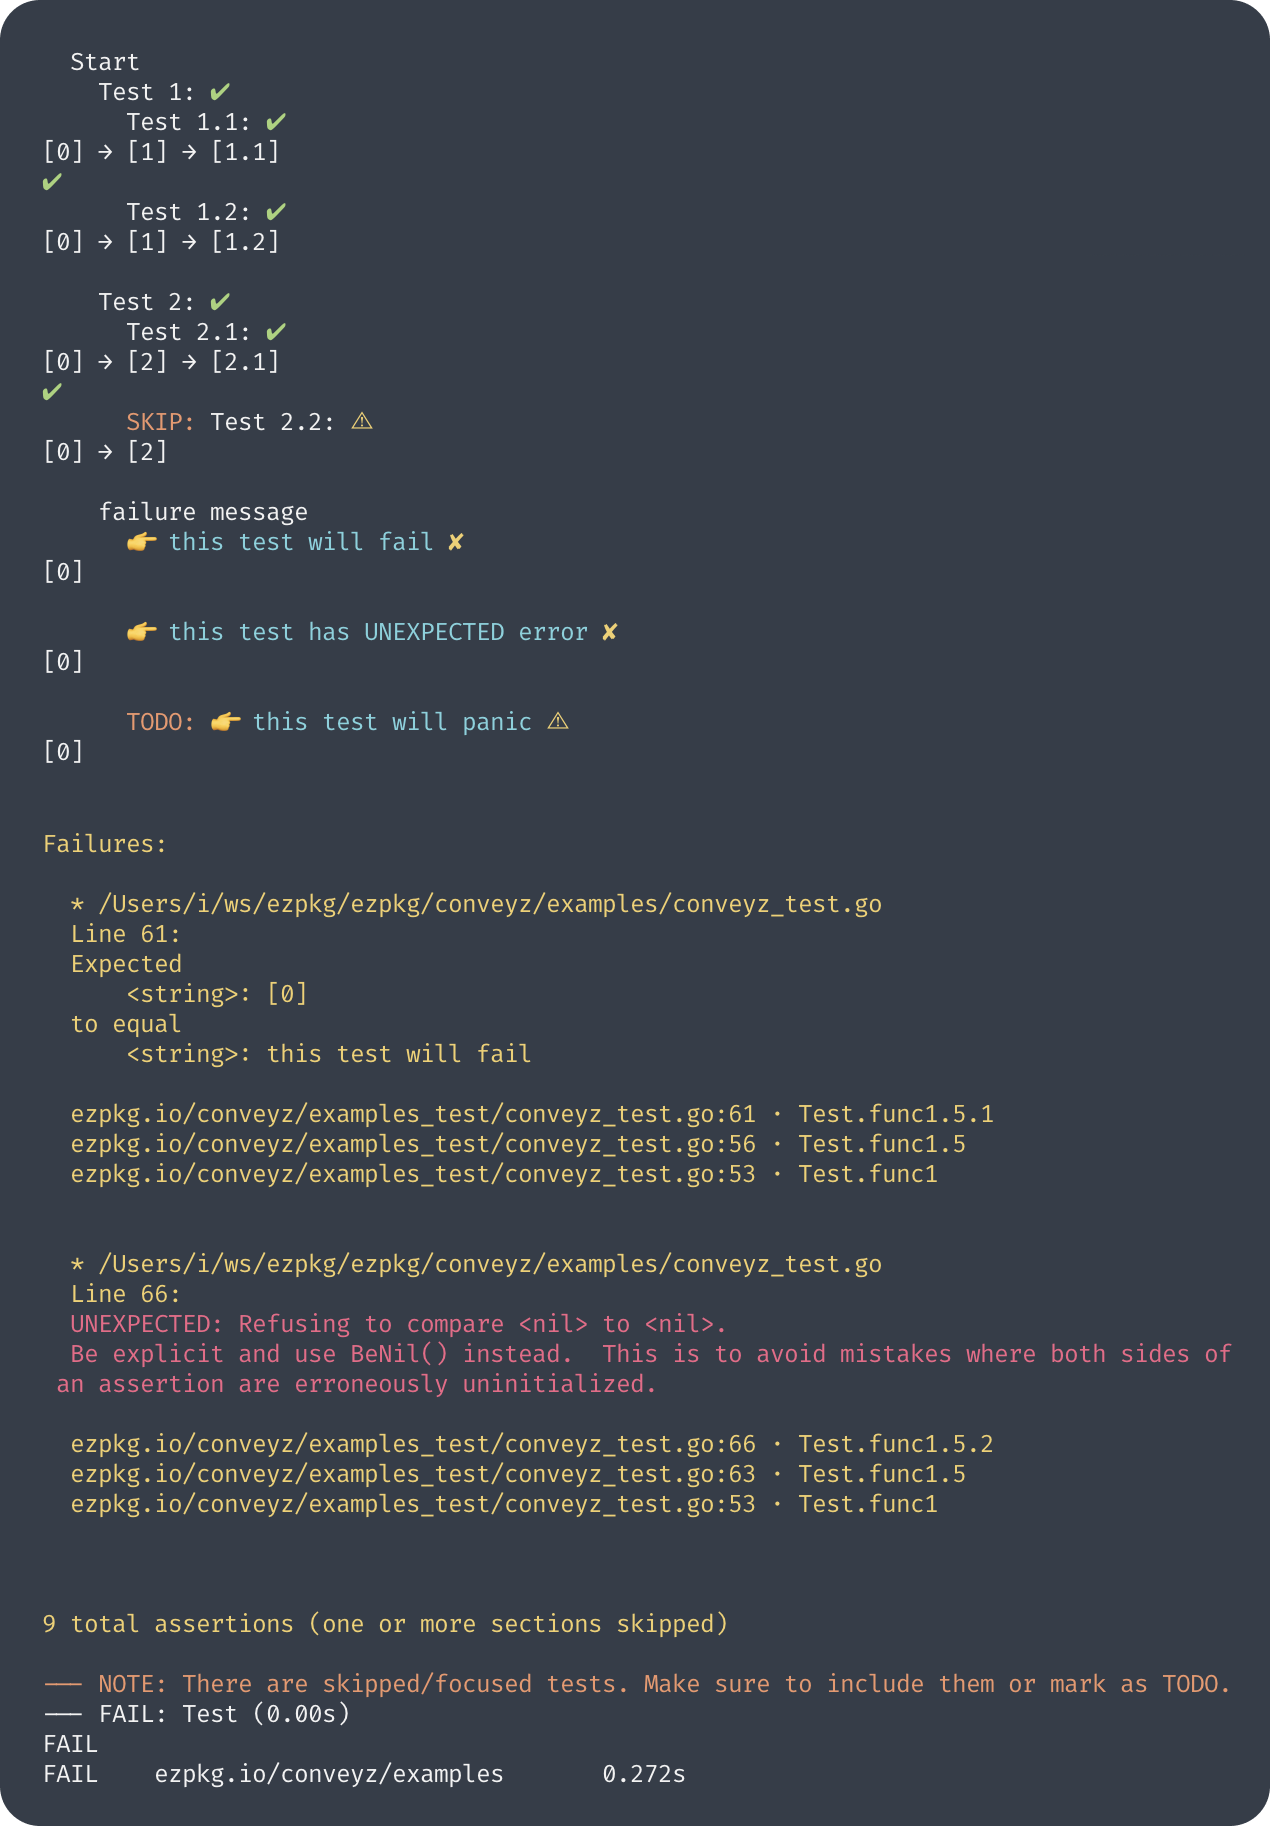 Start
Test 1: ✔
Test 1.1: ✔
[0] → [1] → [1.1]
✔
Test 1.2: ✔
[0] → [1] → [1.2]
Test 2: ✔
Test 2.1: ✔
[0] → [2] → [2.1]
✔
SKIP: Test 2.2: ⚠
[0] → [2]
failure message
👉 this test will fail ✘
[0]
👉 this test has UNEXPECTED error ✘
[0]
TODO: 👉 this test will panic ⚠
[0]
Failures:
* /Users/i/ws/ezpkg/ezpkg/conveyz/examples/conveyz_test.go
Line 61:
Expected
<string>: [0]
to equal
<string>: this test will fail
ezpkg.io/conveyz/examples_test/conveyz_test.go:61 · Test.func1.5.1
ezpkg.io/conveyz/examples_test/conveyz_test.go:56 · Test.func1.5
ezpkg.io/conveyz/examples_test/conveyz_test.go:53 · Test.func1
* /Users/i/ws/ezpkg/ezpkg/conveyz/examples/conveyz_test.go
Line 66:
UNEXPECTED: Refusing to compare <nil> to <nil>.
Be explicit and use BeNil() instead.  This is to avoid mistakes where both sides of
an assertion are erroneously uninitialized.
ezpkg.io/conveyz/examples_test/conveyz_test.go:66 · Test.func1.5.2
ezpkg.io/conveyz/examples_test/conveyz_test.go:63 · Test.func1.5
ezpkg.io/conveyz/examples_test/conveyz_test.go:53 · Test.func1
9 total assertions (one or more sections skipped)
--- NOTE: There are skipped/focused tests. Make sure to include them or mark as TODO.
--- FAIL: Test (0.00s)
FAIL
FAIL    ezpkg.io/conveyz/examples       0.272s